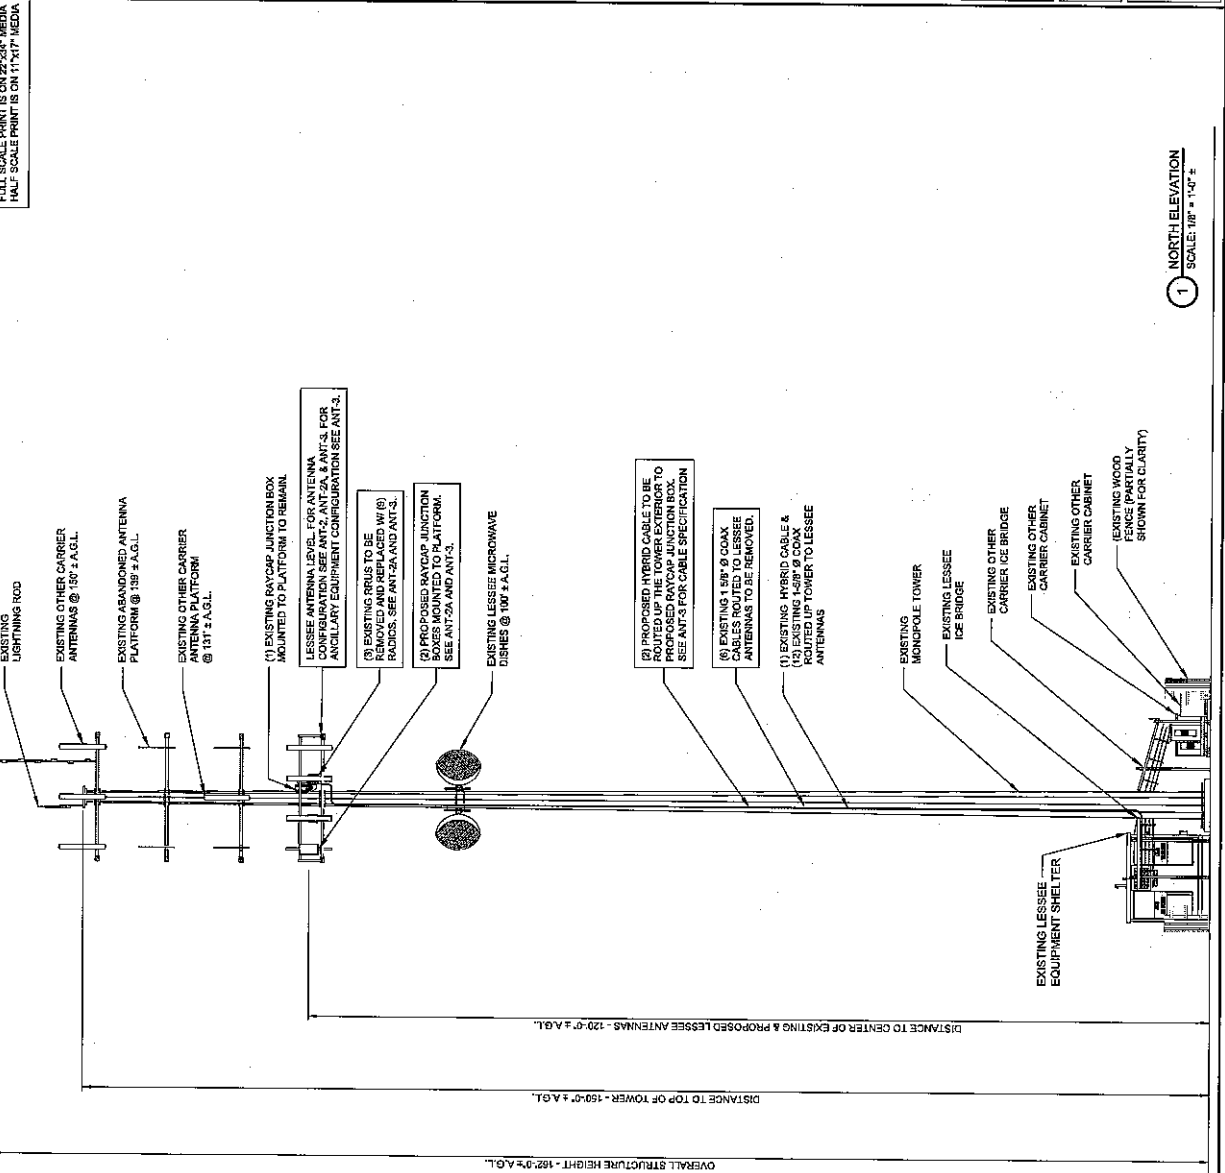 FULL SCALE PRINT IS ON 22"x34" MEDIA
HALF SCALE PRINT IS ON 11"x17" MEDIA
EXISTING
LIGHTNING ROD
EXISTING OTHER CARRIER
ANTENNAS @ 150' ± A.G.L.
EXISTING ABANDONED ANTENNA
PLATFORM @ 139' ± A.G.L.
EXISTING OTHER CARRIER
ANTENNA PLATFORM
@ 131' ± A.G.L.
(1) EXISTING RAYCAP JUNCTION BOX
MOUNTED TO PLATFORM TO REMAIN.
LESSEE ANTENNA LEVEL. FOR ANTENNA
CONFIGURATION SEE ANT-2, ANT-2A, & ANT-3. FOR
ANCILLARY EQUIPMENT CONFIGURATION SEE ANT-3.
(3) EXISTING RRUS TO BE
REMOVED AND REPLACED W/ (9)
RADIOS. SEE ANT-2A AND ANT-3.
(2) PROPOSED RAYCAP JUNCTION
BOXES MOUNTED TO PLATFORM.
SEE ANT-2A AND ANT-3.
EXISTING LESSEE MICROWAVE
DISHES @ 100' ± A.G.L.
(2) PROPOSED HYBRID CABLE TO BE
ROUTED UP THE TOWER EXTERIOR TO
PROPOSED RAYCAP JUNCTION BOX.
SEE ANT-3 FOR CABLE SPECIFICATION
(6) EXISTING 1 5/8" Ø COAX
CABLES ROUTED TO LESSEE
ANTENNAS TO BE REMOVED.
(1) EXISTING HYBRID CABLE &
(12) EXISTING 1-5/8" Ø COAX
ROUTED UP TOWER TO LESSEE
ANTENNAS
EXISTING
MONOPOLE TOWER
EXISTING LESSEE
ICE BRIDGE
EXISTING OTHER
CARRIER ICE BRIDGE
EXISTING OTHER
CARRIER CABINET
EXISTING OTHER
CARRIER CABINET
(EXISTING WOOD
FENCE (PARTIALLY
SHOWN FOR CLARITY)
EXISTING LESSEE
EQUIPMENT SHELTER
DISTANCE TO CENTER OF EXISTING & PROPOSED LESSEE ANTENNAS - 120'-0" ± A.G.L.
DISTANCE TO TOP OF TOWER - 150'-0" ± A.G.L.
OVERALL STRUCTURE HEIGHT - 162'-0" ± A.G.L.
1
NORTH ELEVATION
SCALE: 1/8" = 1'-0" ±